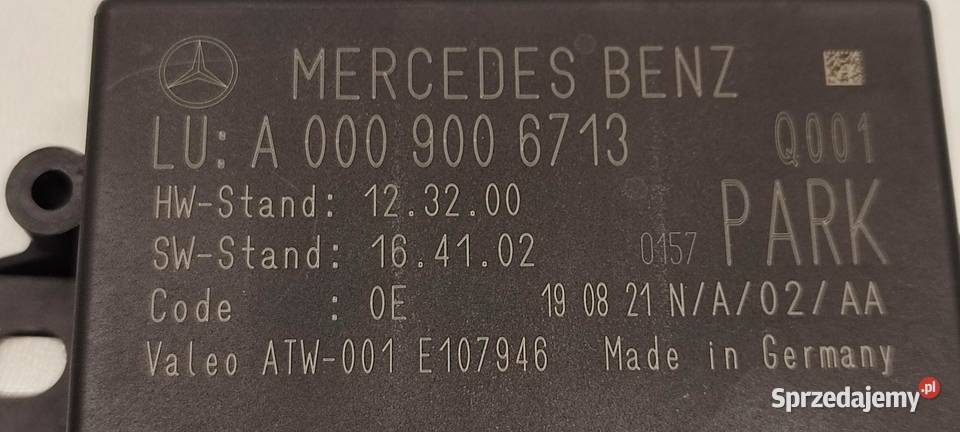 MERCEDES BENZ
LU: A 000 900 6713 Q001
HW-Stand: 12.32.00
SW-Stand: 16.41.02 0157 PARK
Code : 0E 19 08 21 N/A/02/AA
Valeo ATW-001 E107946 Made in Germany
Sprzedajemy.pl